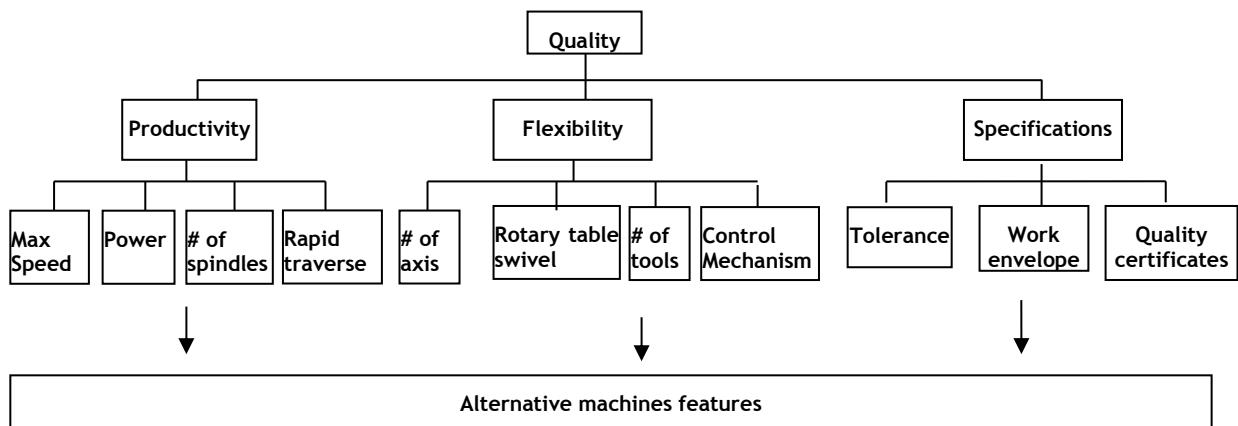 Quality
Productivity
Flexibility
Specifications
Max
Speed
Power
# of
spindles
Rapid
traverse
# of
axis
Rotary table
swivel
# of
tools
Control
Mechanism
Tolerance
Work
envelope
Quality
certificates
Alternative machines features